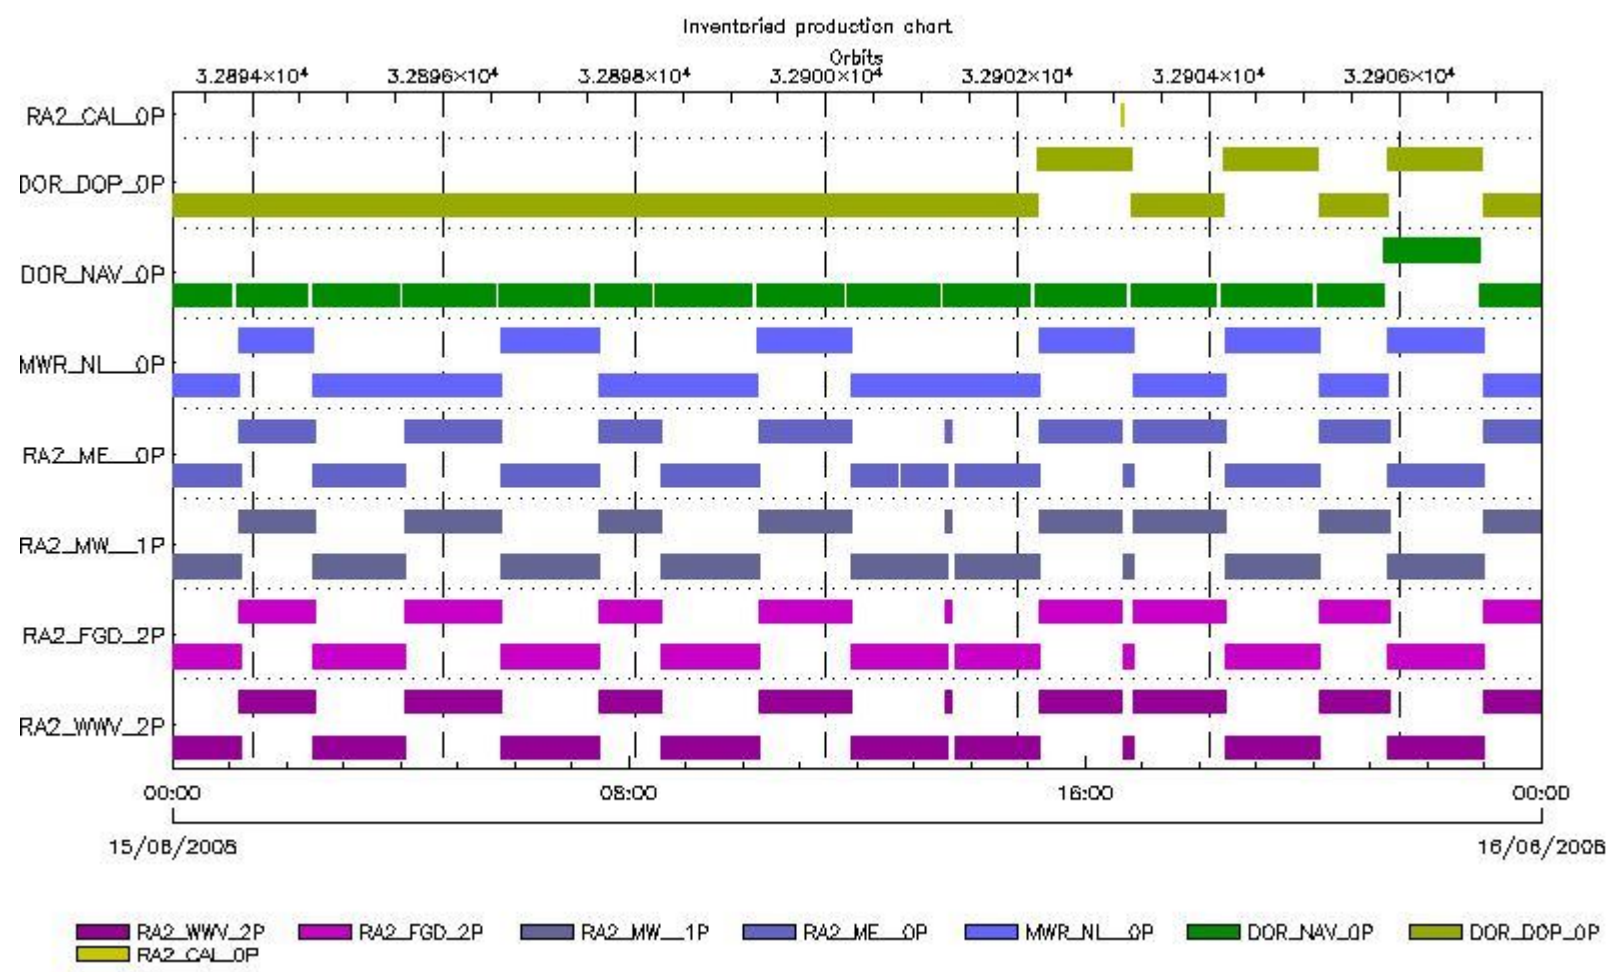 Inventoried production chart
Orbits
3.2894×10⁴ 3.2896×10⁴ 3.2898×10⁴ 3.2900×10⁴ 3.2902×10⁴ 3.2904×10⁴ 3.2906×10⁴
RA2_CAL_0P
DOR_DOP_0P
DOR_NAV_0P
MWR_NL__0P
RA2_ME__0P
RA2_MW__1P
RA2_FGD_2P
RA2_WWV_2P
00:00 08:00 16:00 00:00
15/06/2008 16/06/2008
RA2_WWV_2P RA2_FGD_2P RA2_MW__1P RA2_ME__0P MWR_NL__0P DOR_NAV_0P DOR_DOP_0P
RA2_CAL_0P